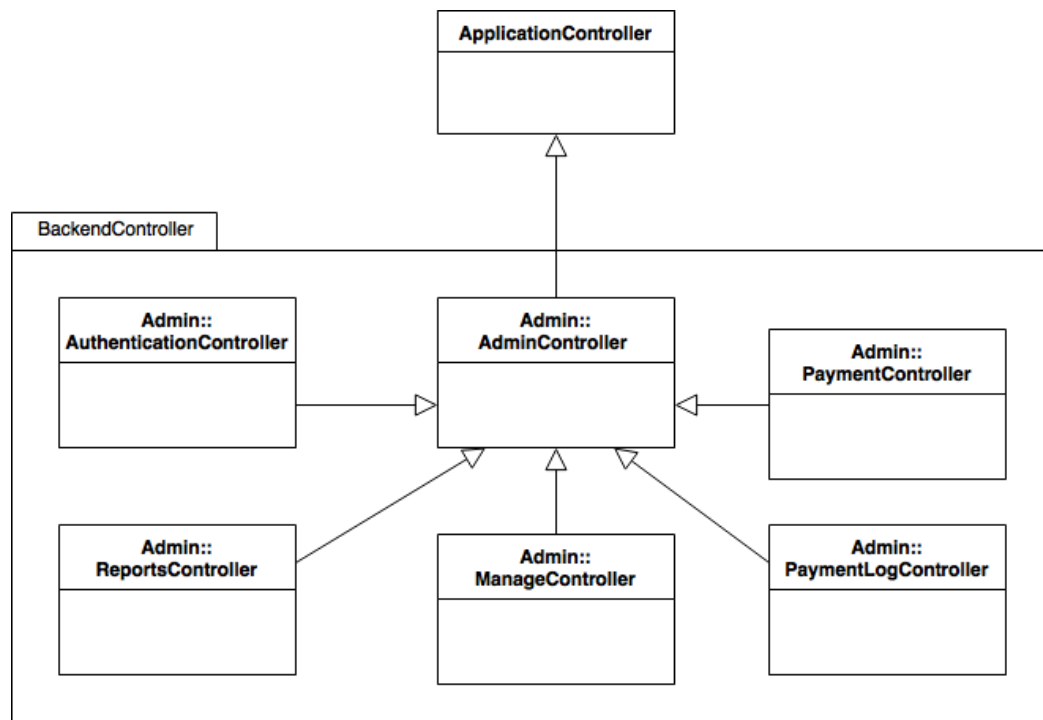 ApplicationController
BackendController
Admin::
AuthenticationController
Admin::
AdminController
Admin::
PaymentController
Admin::
ReportsController
Admin::
ManageController
Admin::
PaymentLogController